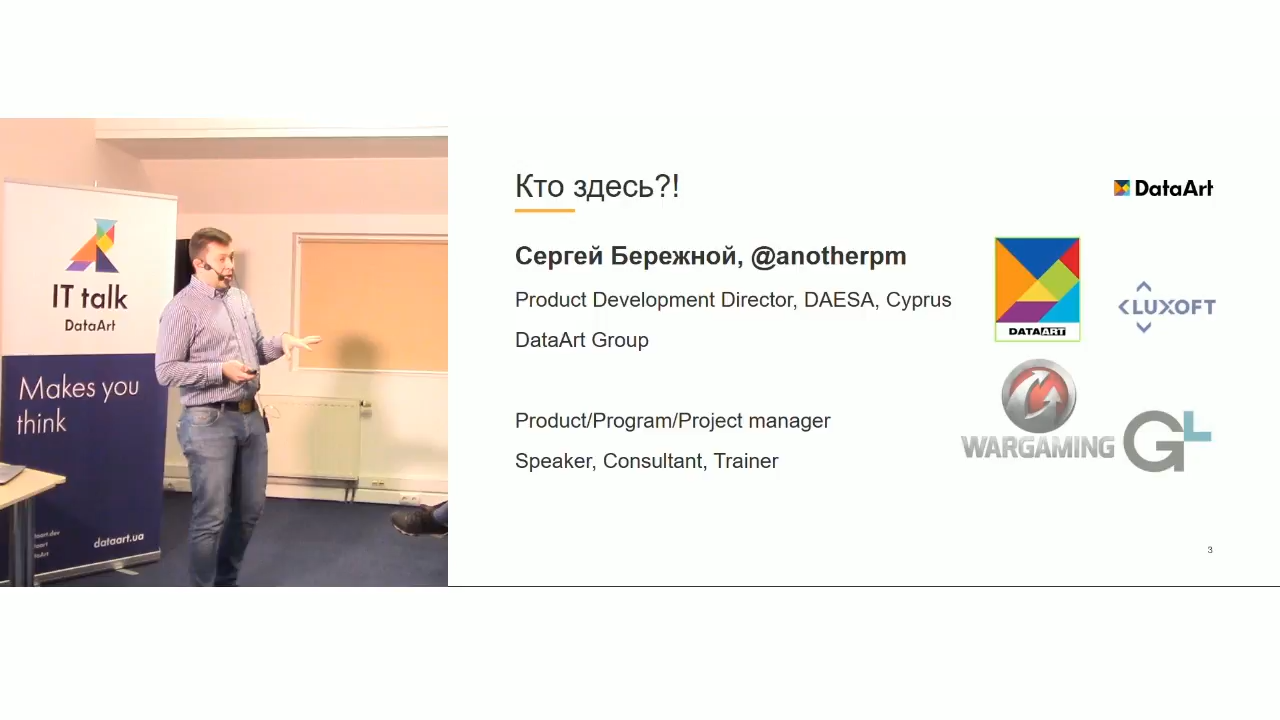 IT talk
DataArt
Makes you
think
dataart.ua
Кто здесь?!
DataArt
Сергей Бережной, @anotherpm
Product Development Director, DAESA, Cyprus
DataArt Group
Product/Program/Project manager
Speaker, Consultant, Trainer
DATAART
LUXOFT
WARGAMING
GL
3